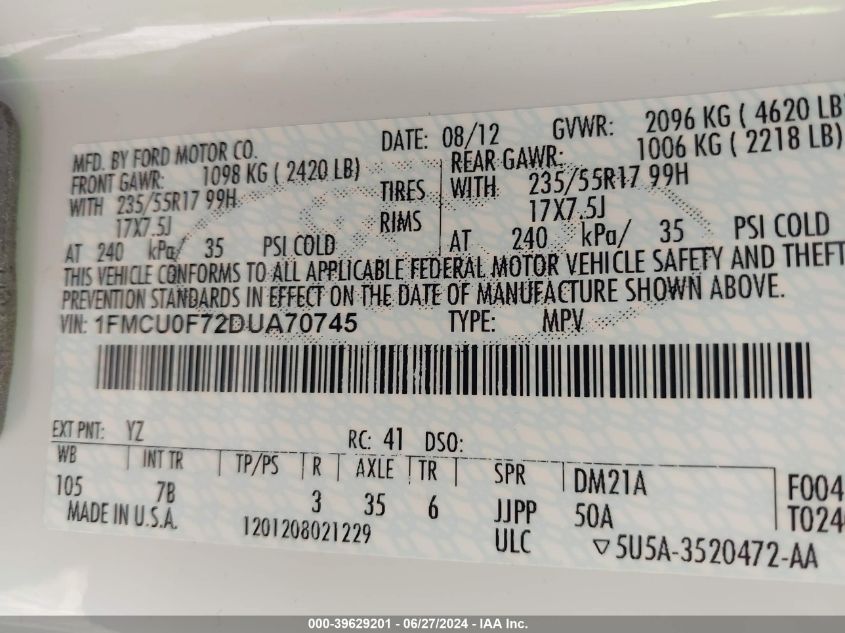 MFD. BY FORD MOTOR CO. DATE: 08/12 GVWR: 2096 KG ( 4620 LB
FRONT GAWR: 1098 KG ( 2420 LB) REAR GAWR: 1006 KG ( 2218 LB)
WITH 235/55R17 99H TIRES WITH 235/55R17 99H
17X7.5J RIMS 17X7.5J
AT 240 kPa/ 35 PSI COLD AT 240 kPa/ 35 PSI COLD
THIS VEHICLE CONFORMS TO ALL APPLICABLE FEDERAL MOTOR VEHICLE SAFETY AND THEFT
PREVENTION STANDARDS IN EFFECT ON THE DATE OF MANUFACTURE SHOWN ABOVE.
VIN: 1FMCU0F72DUA70745 TYPE: MPV
EXT PNT: YZ RC: 41 DSO:
WB INT TR TP/PS R AXLE TR SPR DM21A F004
105 7B 3 35 6 JJPP 50A T024
MADE IN U.S.A. 1201208021229 ULC 5U5A-3520472-AA
000-39629201 - 06/27/2024 - IAA Inc.